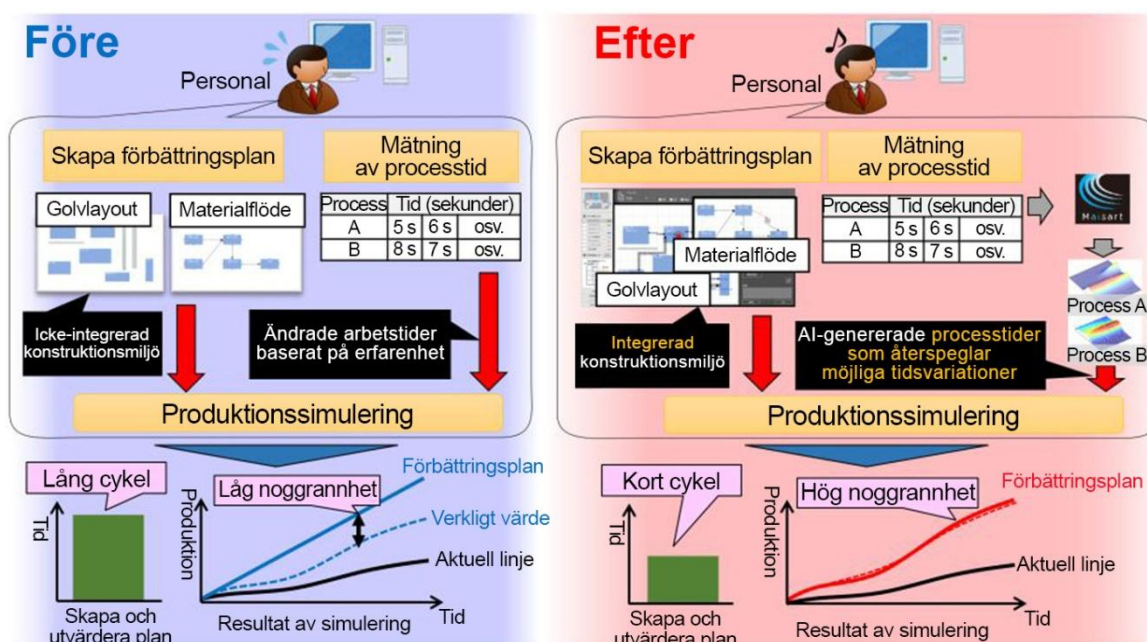 Före
Personal
Skapa förbättringsplan
Mätning
av processtid
Golvlayout
Materialflöde
Process Tid (sekunder)
A 5 s 6 s osv.
B 8 s 7 s osv.
Icke-integrerad
konstruktionsmiljö
Ändrade arbetstider
baserat på erfarenhet
Produktionssimulering
Lång cykel
Tid
Skapa och
utvärdera plan
Låg noggrannhet
Produktion
Förbättringsplan
Verkligt värde
Aktuell linje
Resultat av simulering
Tid
Efter
Personal
Skapa förbättringsplan
Mätning
av processtid
Materialflöde
Golvlayout
Process Tid (sekunder)
A 5 s 6 s osv.
B 8 s 7 s osv.
Maisart
Process A
Process B
Integrerad
konstruktionsmiljö
AI-genererade processtider
som återspeglar
möjliga tidsvariationer
Produktionssimulering
Kort cykel
Tid
Skapa och
utvärdera plan
Hög noggrannhet
Produktion
Förbättringsplan
Aktuell linje
Resultat av simulering
Tid